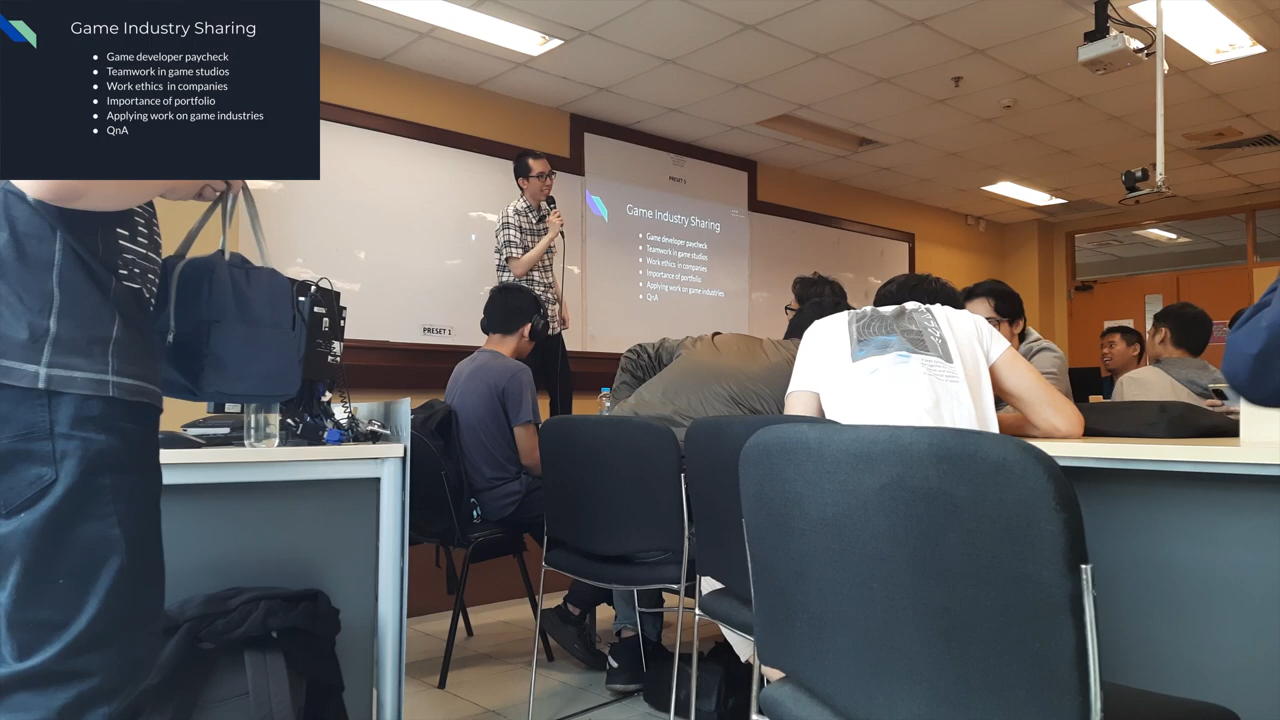 Game Industry Sharing
● Game developer paycheck
● Teamwork in game studios
● Work ethics  in companies
● Importance of portfolio
● Applying work on game industries
● QnA
PRESET 5
Game Industry Sharing
● Game developer paycheck
● Teamwork in game studios
● Work ethics in companies
● Importance of portfolio
● Applying work on game industries
● QnA
PRESET 1